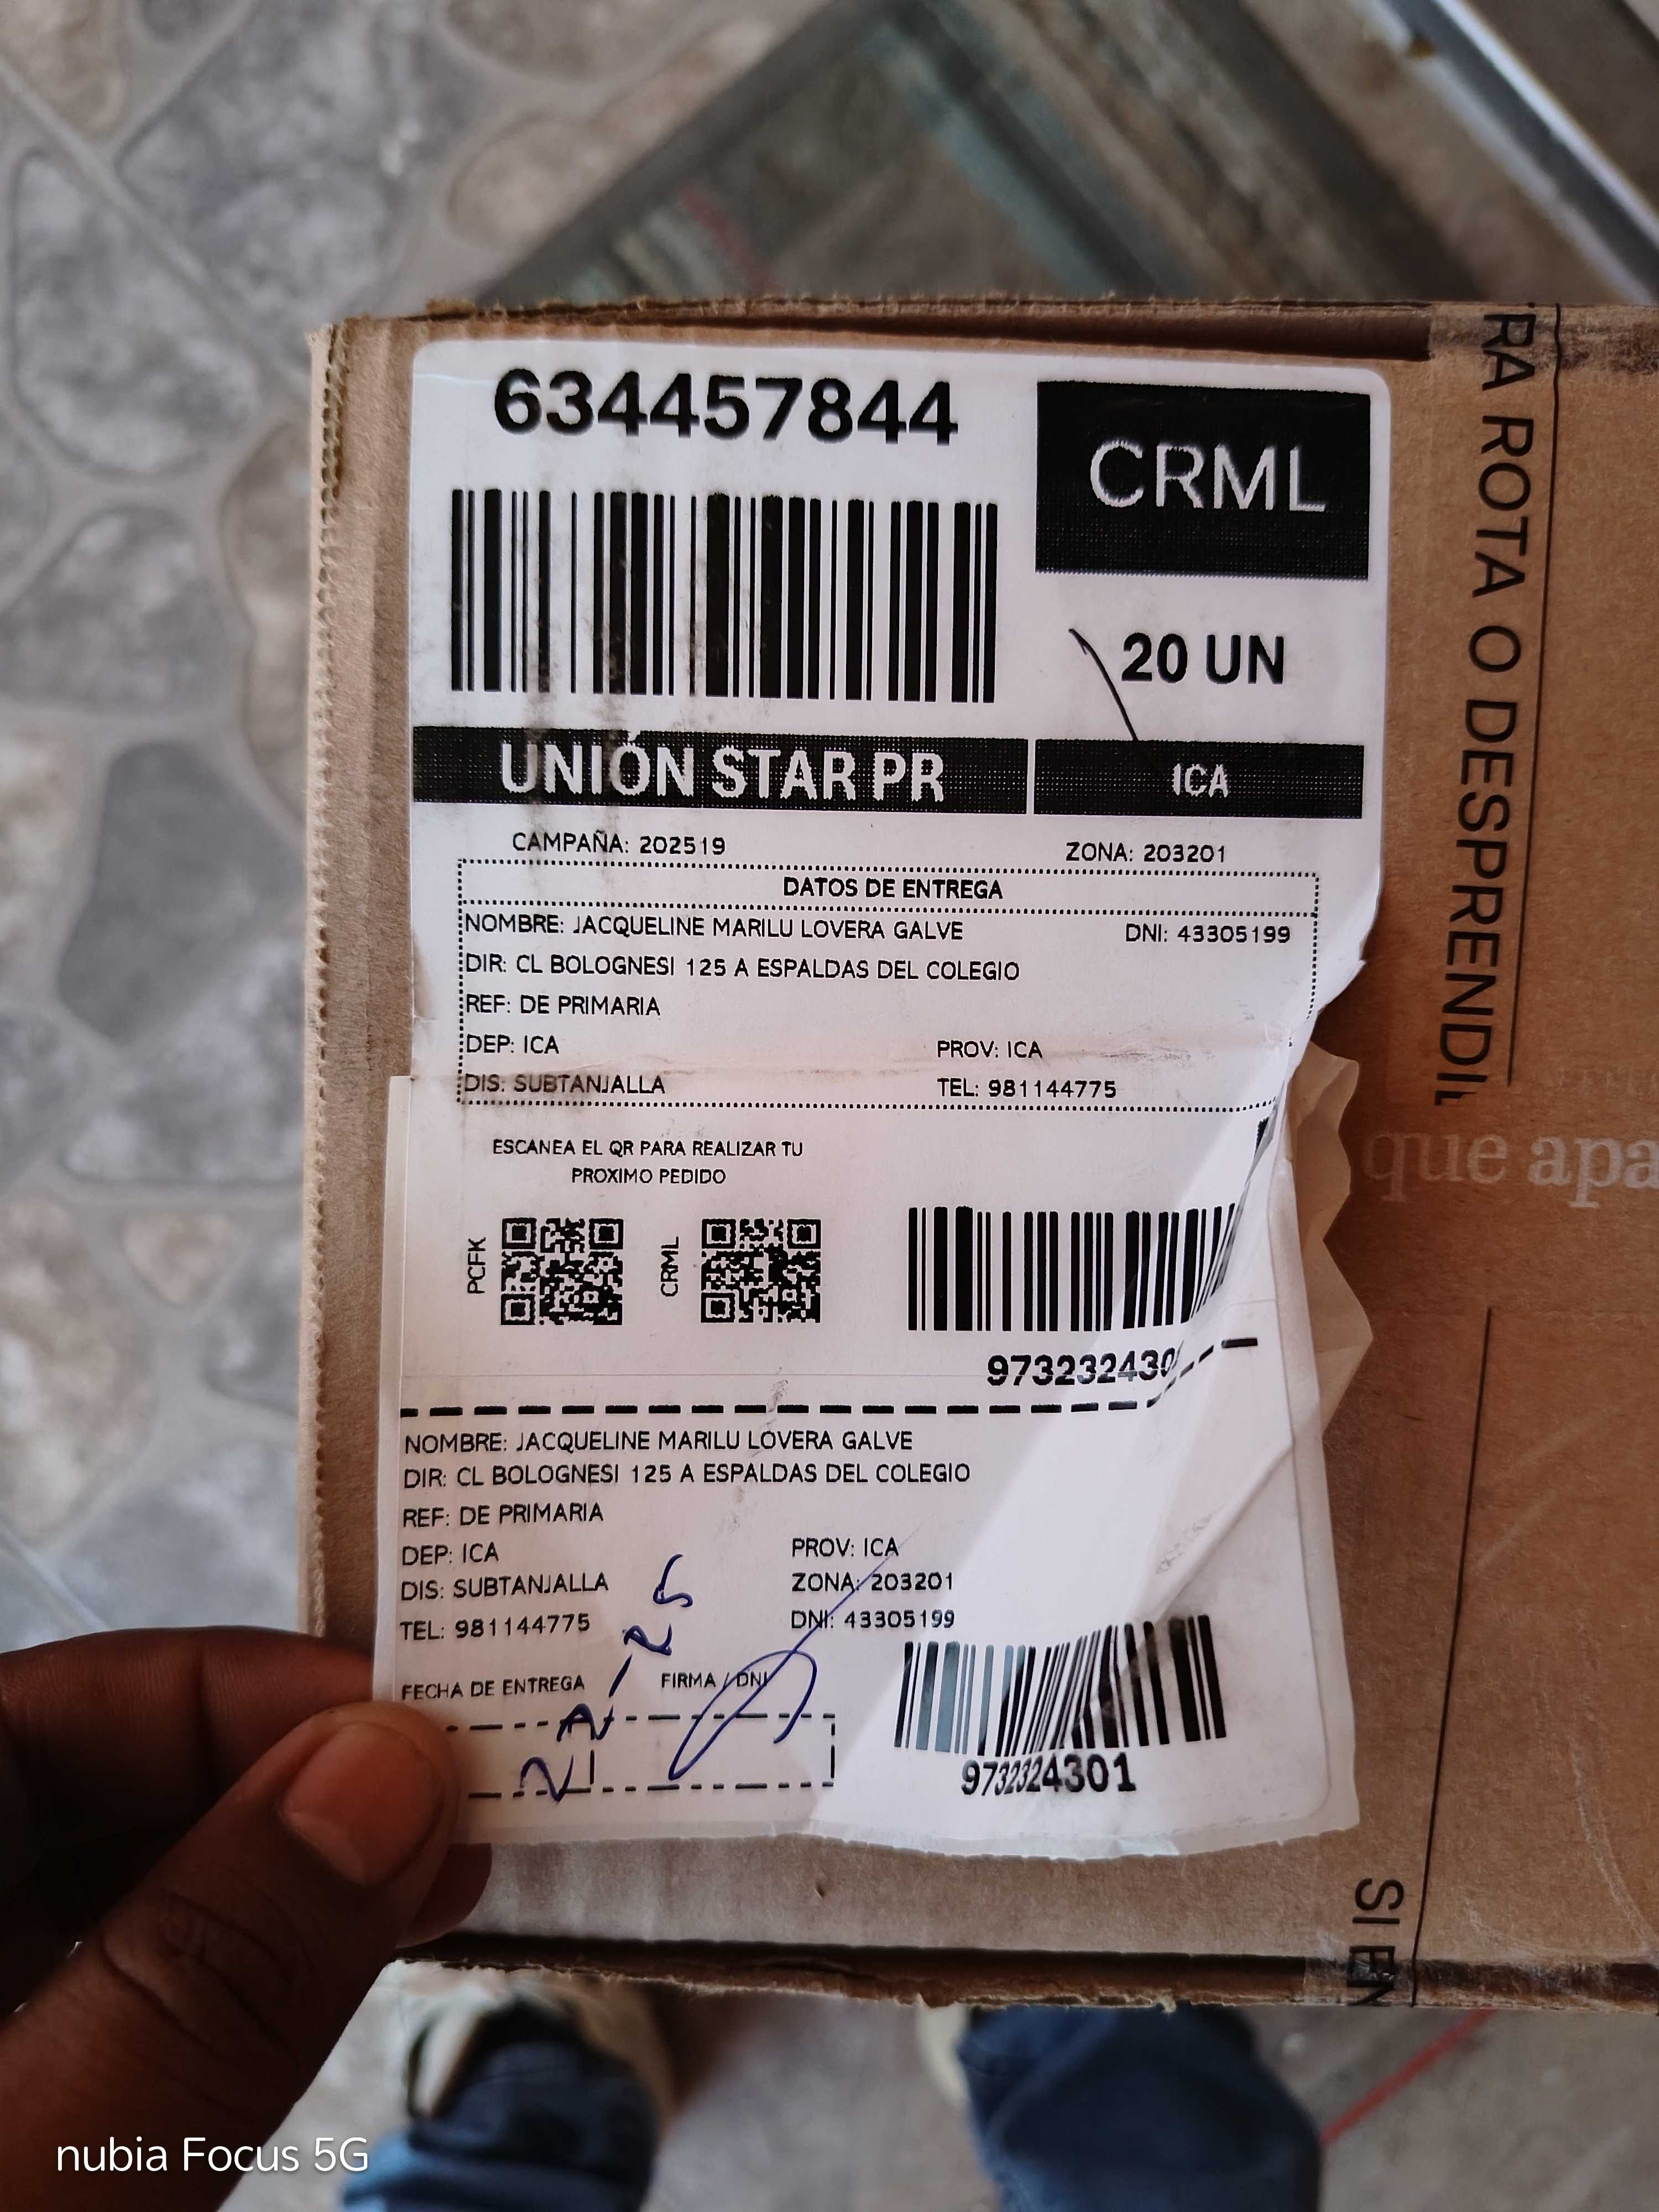 634457844
CRML
20 UN
UNIÓN STAR PR
ICA
CAMPAÑA: 202519
ZONA: 203201
DATOS DE ENTREGA
NOMBRE: JACQUELINE MARILU LOVERA GALVE DNI: 43305199
DIR: CL BOLOGNESI 125 A ESPALDAS DEL COLEGIO
REF: DE PRIMARIA
DEP: ICA PROV: ICA
DIS: SUBTANJALLA TEL: 981144775
ESCANEA EL QR PARA REALIZAR TU
PROXIMO PEDIDO
PCFK
CRML
973232430
NOMBRE: JACQUELINE MARILU LOVERA GALVE
DIR: CL BOLOGNESI 125 A ESPALDAS DEL COLEGIO
REF: DE PRIMARIA
DEP: ICA PROV: ICA
DIS: SUBTANJALLA ZONA: 203201
TEL: 981144775 DNI: 43305199
FECHA DE ENTREGA FIRMA / DNI
9732324301
RA ROTA O DESPRENDI
que apa
SI EN
nubia Focus 5G